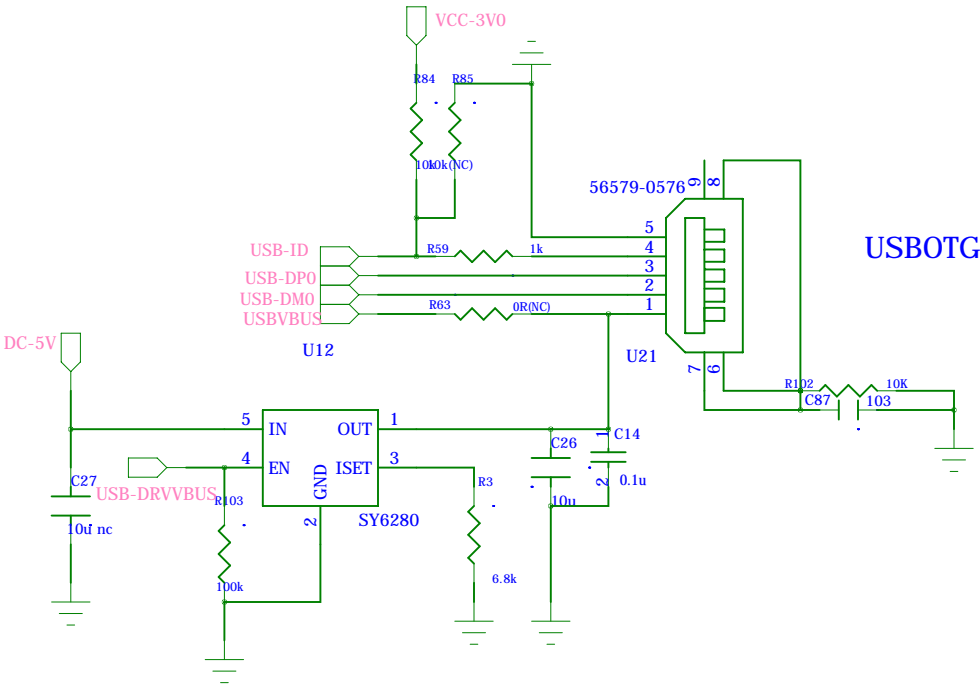 VCC-3V0
R84
R85
10k
10k(NC)
56579-0576
9
8
USBOTG
5
USB-ID
R59
1k
4
USB-DP0
3
USB-DM0
2
USBVBUS
R63
0R(NC)
1
DC-5V
U12
U21
7
6
R102
10K
C87
103
5
IN
OUT
1
C26
1
C14
4
EN
ISET
3
C27
USB-DRVVBUS
R103
GND
R3
2
0.1u
10u
10u nc
2
SY6280
100k
6.8k